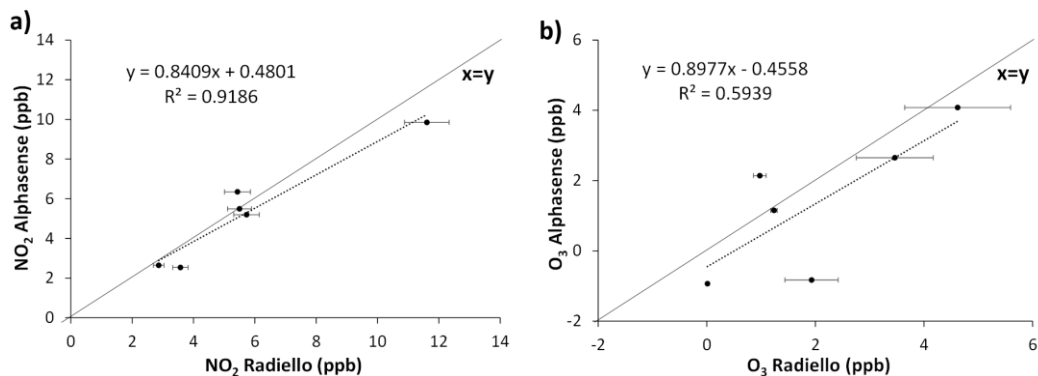 a)
14
12
10
8
6
4
2
0
NO₂ Alphasense (ppb)
y = 0.8409x + 0.4801
R² = 0.9186
x=y
0 2 4 6 8 10 12 14
NO₂ Radiello (ppb)
b)
6
4
2
0
-2
O₃ Alphasense (ppb)
y = 0.8977x - 0.4558
R² = 0.5939
x=y
-2 0 2 4 6
O₃ Radiello (ppb)